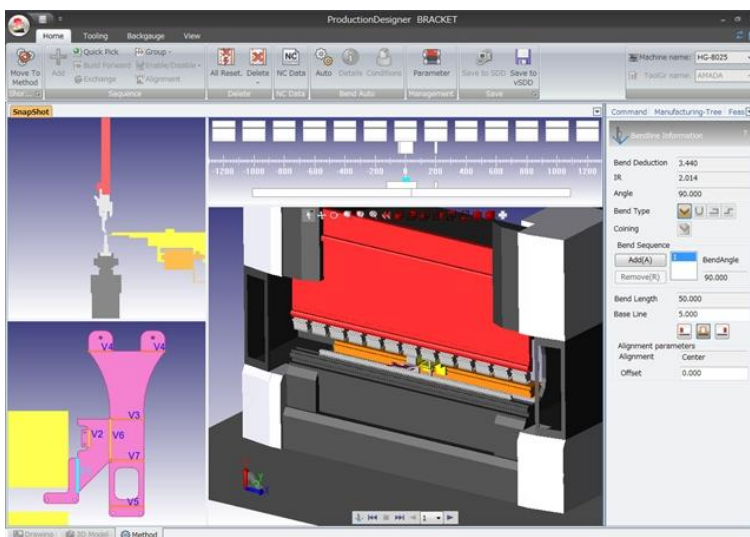 ProductionDesigner BRACKET
Home Tooling Backgauge View
Move To Method
Add
Quick Pick
Build Forward
Exchange
Group
Enable/Disable
Alignment
Sequence
All Reset. Delete
Delete
NC Data
NC Data
Auto Details Conditions
Bend Auto
Parameter
Management
Save to SDD Save to vSDD
Save
Machine name: HG-8025
ToolGr name: AMADA
SnapShot
-1200 -1000 -800 -600 -400 -200 0 200 400 600 800 1000 1200
Command Manufacturing-Tree Feas
Bendline Information
Bend Deduction 3.440
IR 2.014
Angle 90.000
Bend Type
Coining
Bend Sequence
Add(A) 1 BendAngle
Remove(R) 90.000
Bend Length 50.000
Base Line 5.000
Alignment parameters
Alignment Center
Offset 0.000
V4 V4
V3
V2 V6
V7
V5
1
Drawing 3D Model Method